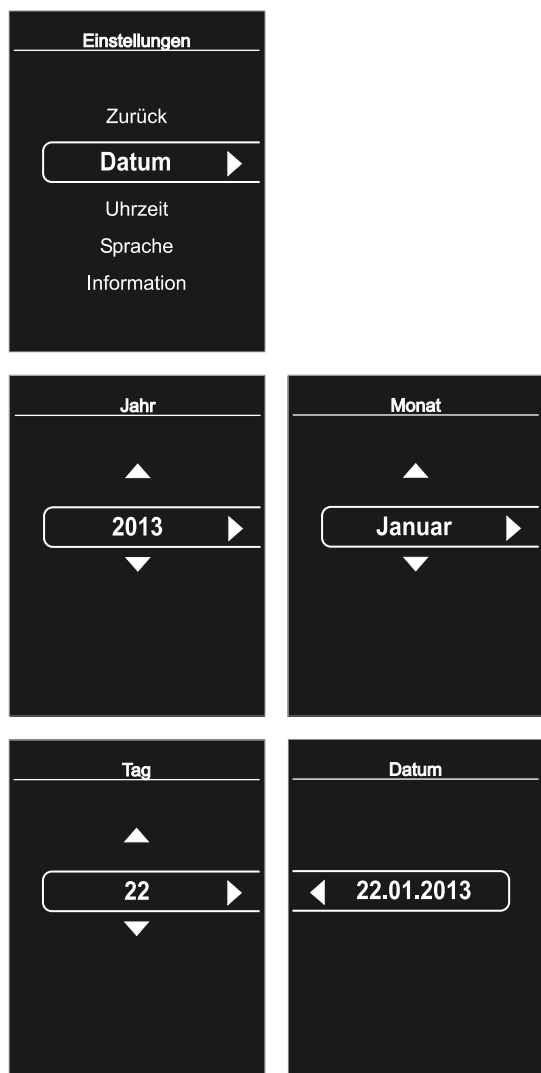 Einstellungen
Zurück
Datum
Uhrzeit
Sprache
Information
Jahr
2013
Monat
Januar
Tag
22
Datum
22.01.2013